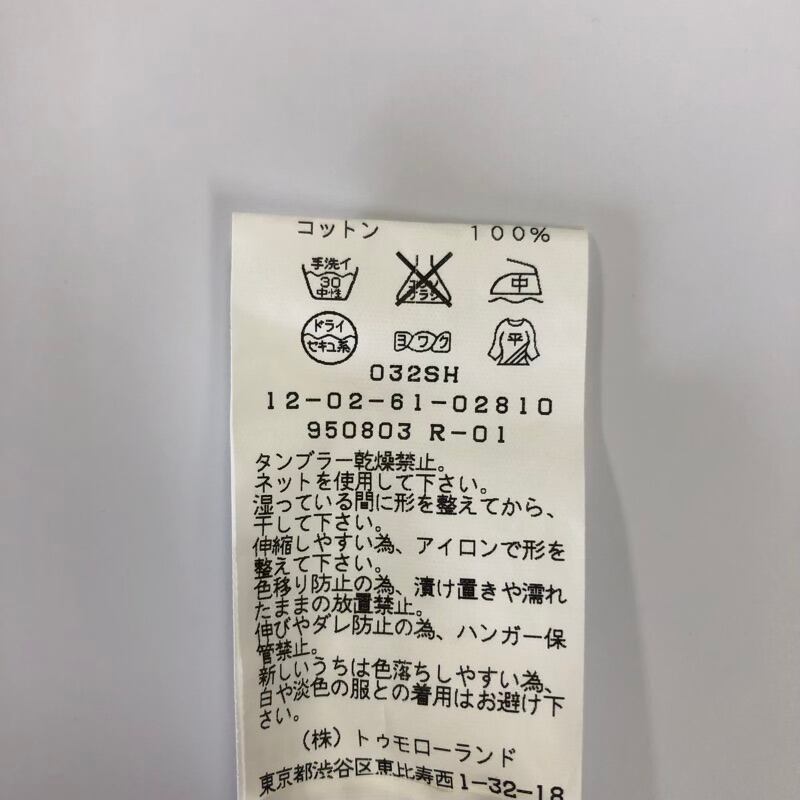 コットン 100%
手洗イ
30
中性
エンソ
サラシ
中
ドライ
セキユ系
ヨワク
平
032SH
12-02-61-02810
950803 R-01
タンブラー乾燥禁止。
ネットを使用して下さい。
湿っている間に形を整えてから、
干して下さい。
伸縮しやすい為、アイロンで形を
整えて下さい。
色移り防止の為、漬け置きや濡れ
たままの放置禁止。
伸びやダレ防止の為、ハンガー保
管禁止。
新しいうちは色落ちしやすい為、
白や淡色の服との着用はお避け下
さい。
（株）トゥモローランド
東京都渋谷区恵比寿西1-32-18